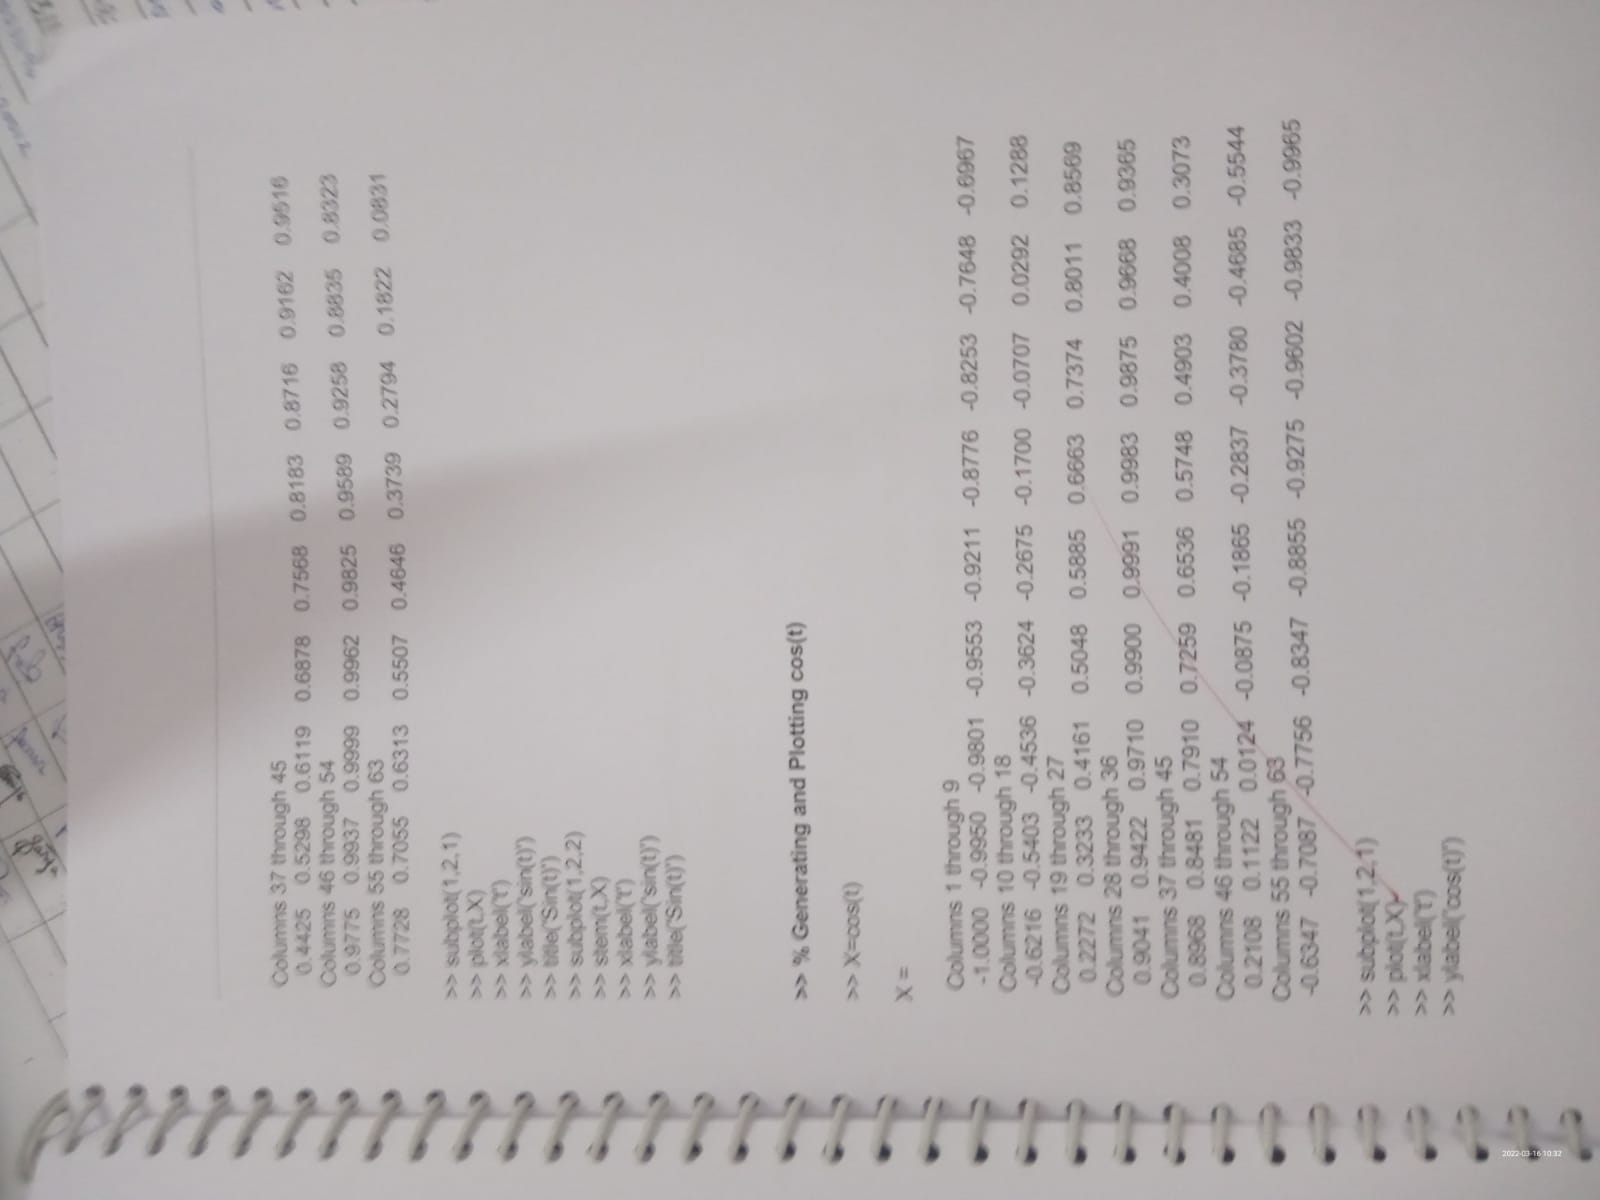 Columns 37 through 45
0.4425 0.5298 0.6119 0.6878 0.7568 0.8183 0.8716 0.9162 0.9516
Columns 46 through 54
0.9775 0.9937 0.9999 0.9962 0.9825 0.9589 0.9258 0.8835 0.8323
Columns 55 through 63
0.7728 0.7055 0.6313 0.5507 0.4646 0.3739 0.2794 0.1822 0.0831
>> subplot(1,2,1)
>> plot(t,X)
>> xlabel('t')
>> ylabel('sin(t)')
>> title('Sin(t)')
>> subplot(1,2,2)
>> stem(t,X)
>> xlabel('t')
>> ylabel('sin(t)')
>> title('Sin(t)')
>> % Generating and Plotting cos(t)
>> X=cos(t)
X =
Columns 1 through 9
-1.0000 -0.9950 -0.9801 -0.9553 -0.9211 -0.8776 -0.8253 -0.7648 -0.6967
Columns 10 through 18
-0.6216 -0.5403 -0.4536 -0.3624 -0.2675 -0.1700 -0.0707 0.0292 0.1288
Columns 19 through 27
0.2272 0.3233 0.4161 0.5048 0.5885 0.6663 0.7374 0.8011 0.8569
Columns 28 through 36
0.9041 0.9422 0.9710 0.9900 0.9991 0.9983 0.9875 0.9668 0.9365
Columns 37 through 45
0.8968 0.8481 0.7910 0.7259 0.6536 0.5748 0.4903 0.4008 0.3073
Columns 46 through 54
0.2108 0.1122 0.0124 -0.0875 -0.1865 -0.2837 -0.3780 -0.4685 -0.5544
Columns 55 through 63
-0.6347 -0.7087 -0.7756 -0.8347 -0.8855 -0.9275 -0.9602 -0.9833 -0.9965
>> subplot(1,2,1)
>> plot(t,X)
>> xlabel('t')
>> ylabel('cos(t)')
2022-03-16 10:32